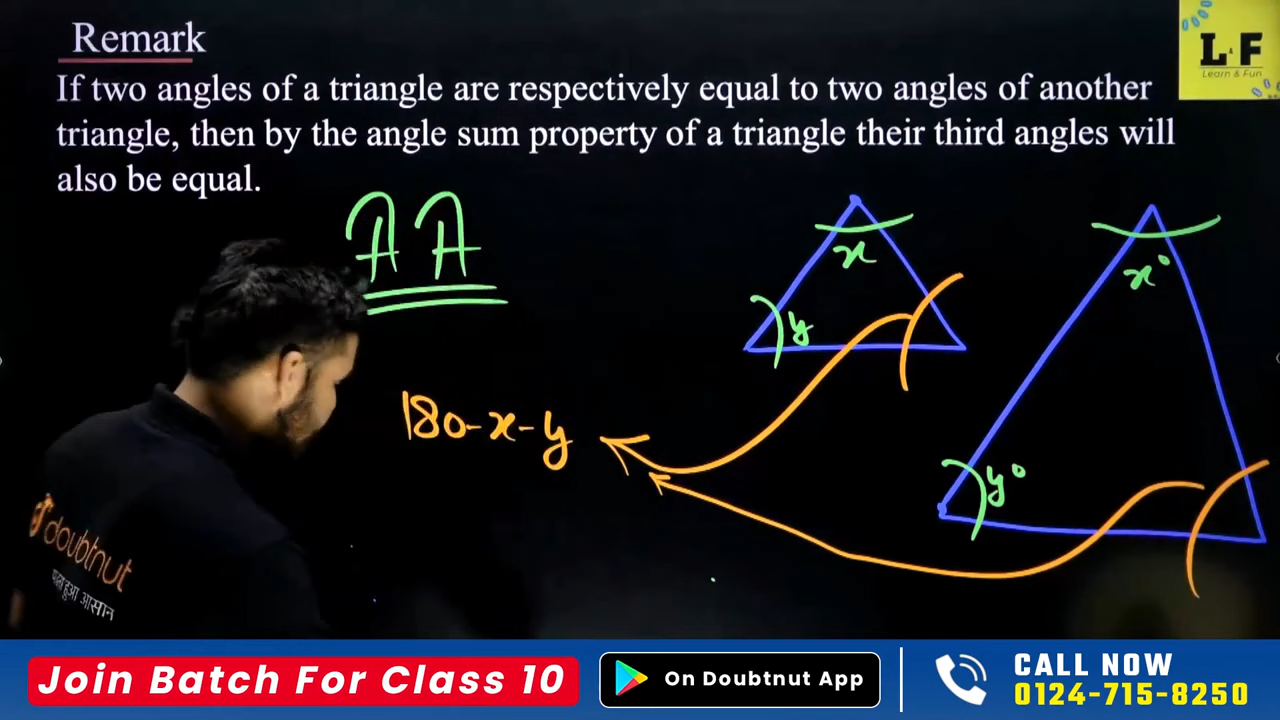 Remark
L&F
Learn & Fun
If two angles of a triangle are respectively equal to two angles of another
triangle, then by the angle sum property of a triangle their third angles will
also be equal.
AA
x
x°
y
180-x-y
y°
doubtnut
पढ़ना हुआ आसान
Join Batch For Class 10
On Doubtnut App
CALL NOW
0124-715-8250